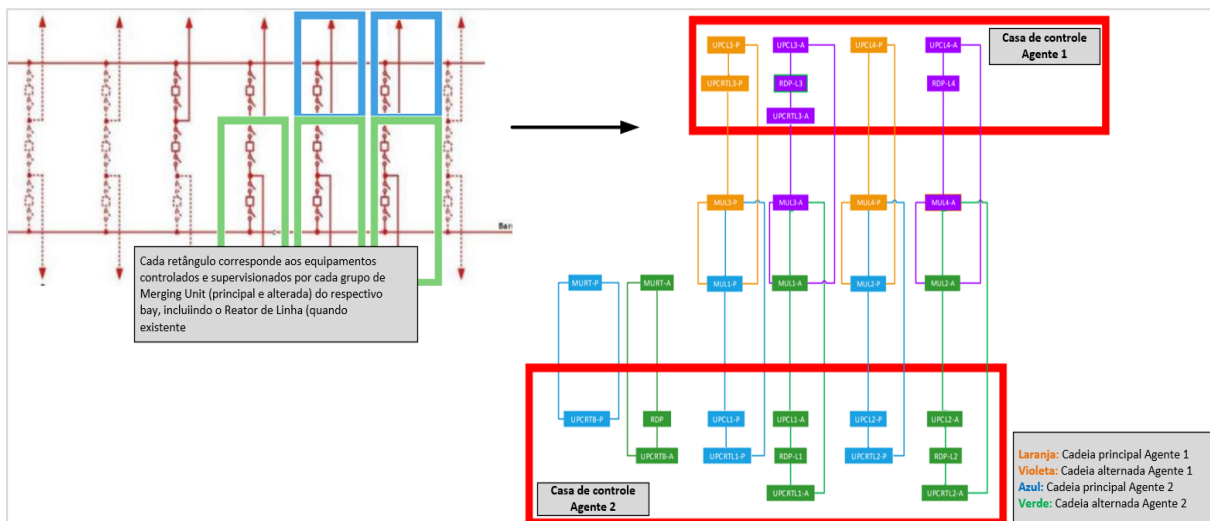 Barr
Cada retângulo corresponde aos equipamentos
controlados e supervisionados por cada grupo de
Merging Unit (principal e alterada) do respectivo
bay, incluiindo o Reator de Linha (quando
existente
Casa de controle
Agente 1
UPCL3-P
UPCL3-A
UPCL4-P
UPCL4-A
UPCRTL3-P
RDP-L3
RDP-L4
UPCRTL3-A
MUL3-P
MUL3-A
MUL4-P
MUL4-A
MURT-P
MURT-A
MUL1-P
MUL1-A
MUL2-P
MUL2-A
UPCRTB-P
RDP
UPCL1-P
UPCL1-A
UPCL2-P
UPCL2-A
UPCRTB-A
UPCRTL1-P
RDP-L1
UPCRTL2-P
RDP-L2
UPCRTL1-A
UPCRTL2-A
Casa de controle
Agente 2
Laranja: Cadeia principal Agente 1
Violeta: Cadeia alternada Agente 1
Azul: Cadeia principal Agente 2
Verde: Cadeia alternada Agente 2